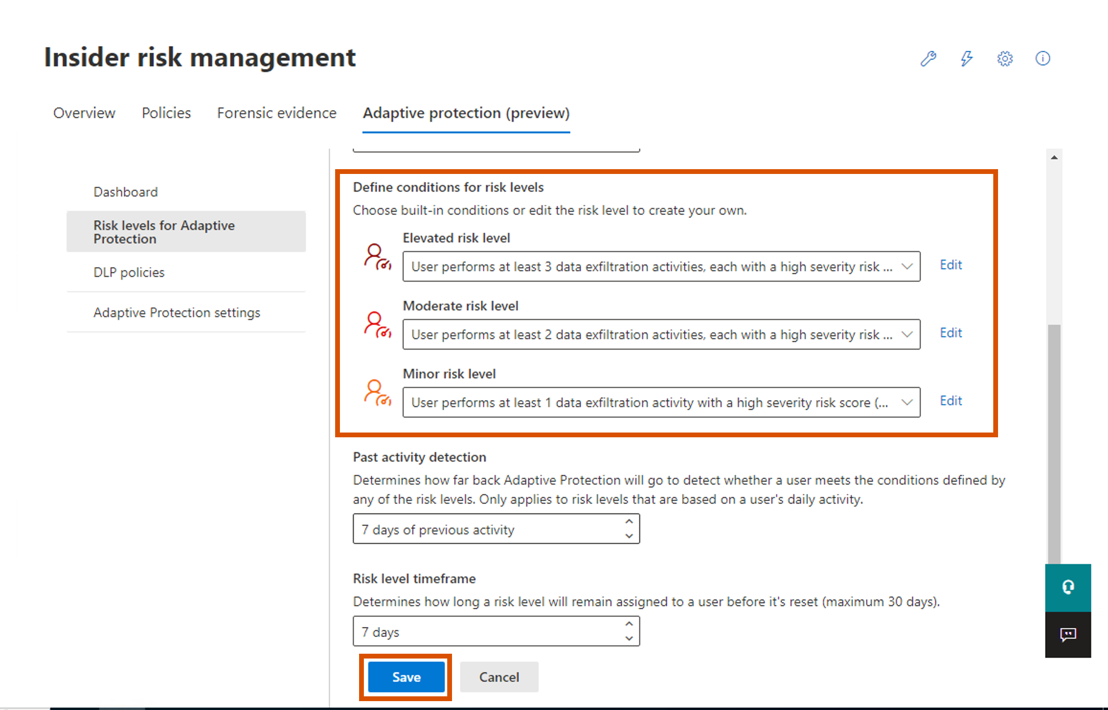 Insider risk management
Overview
Policies
Forensic evidence
Adaptive protection (preview)
Dashboard
Risk levels for Adaptive
Protection
DLP policies
Adaptive Protection settings
Define conditions for risk levels
Choose built-in conditions or edit the risk level to create your own.
Elevated risk level
User performs at least 3 data exfiltration activities, each with a high severity risk ...
Edit
Moderate risk level
User performs at least 2 data exfiltration activities, each with a high severity risk ...
Edit
Minor risk level
User performs at least 1 data exfiltration activity with a high severity risk score (...
Edit
Past activity detection
Determines how far back Adaptive Protection will go to detect whether a user meets the conditions defined by
any of the risk levels. Only applies to risk levels that are based on a user's daily activity.
7 days of previous activity
Risk level timeframe
Determines how long a risk level will remain assigned to a user before it's reset (maximum 30 days).
7 days
Save
Cancel